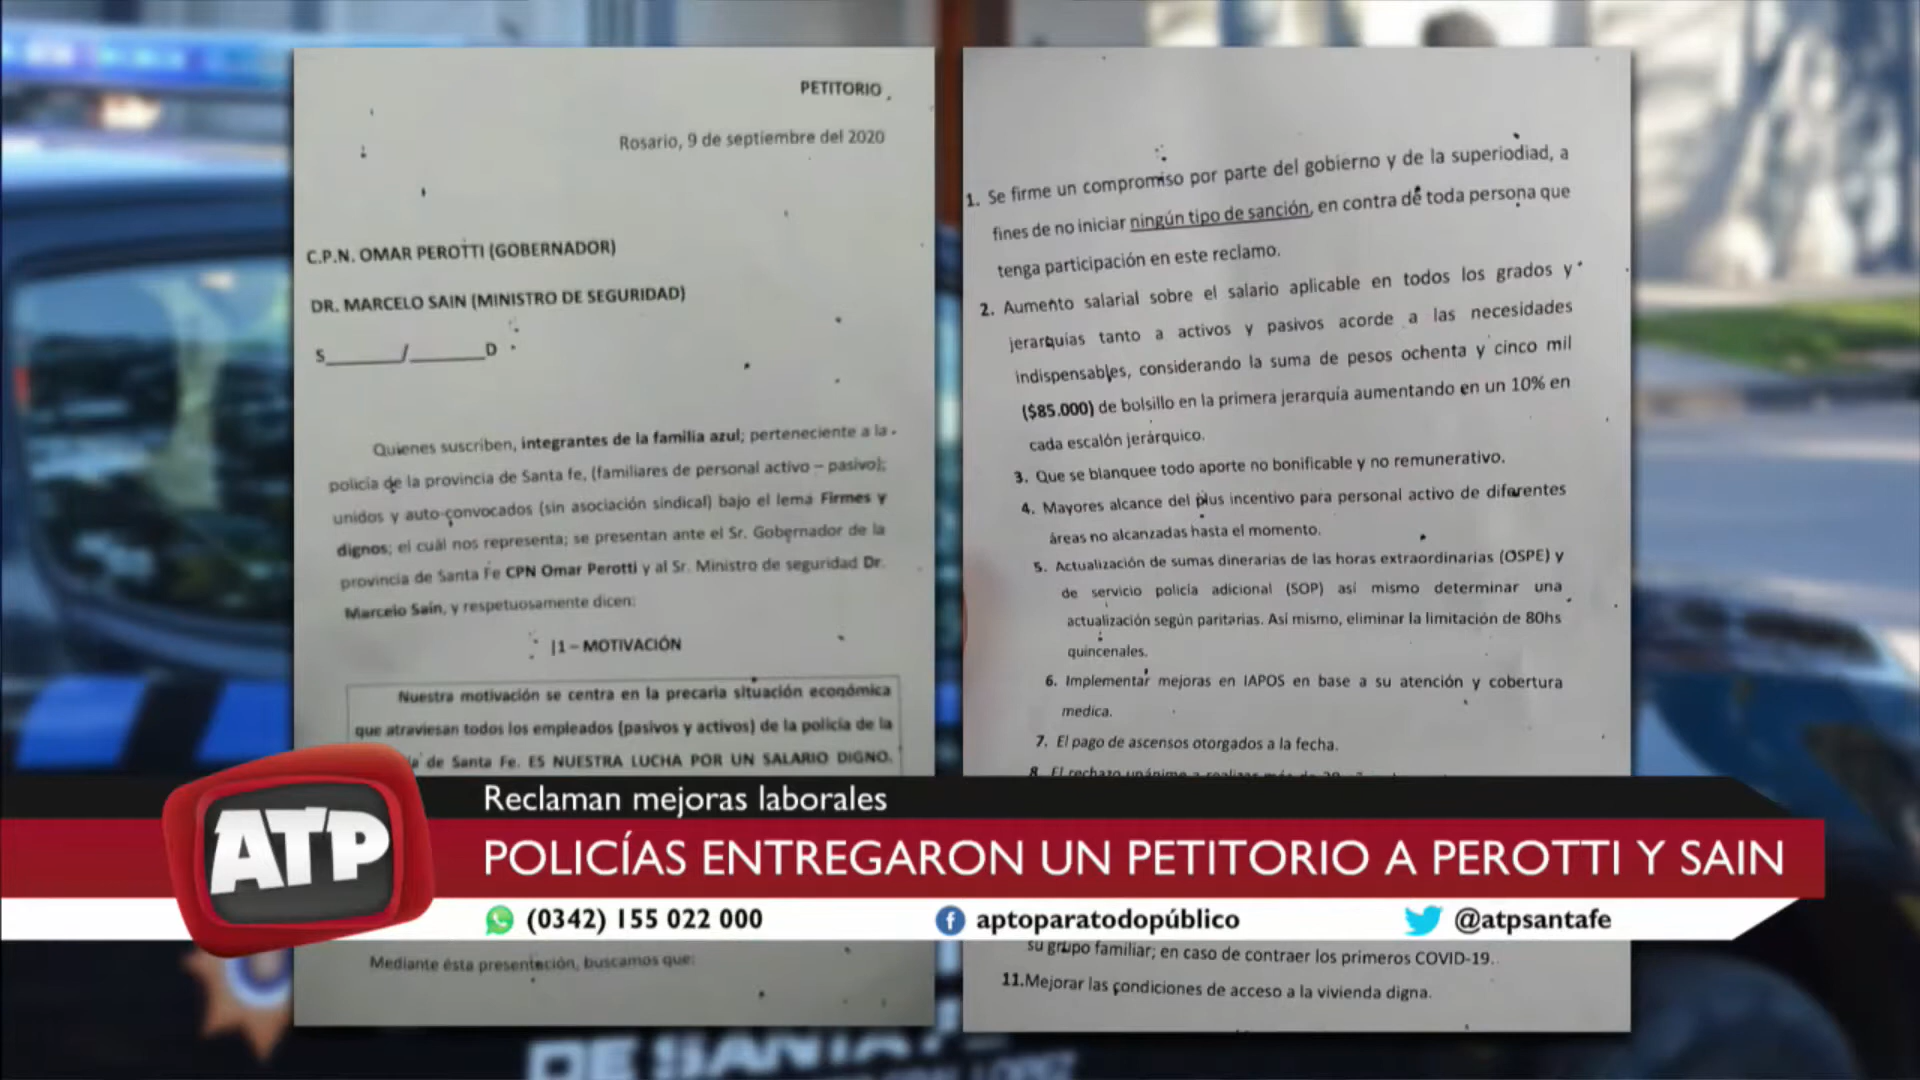 PETITORIO
Rosario, 9 de septiembre del 2020
C.P.N. OMAR PEROTTI (GOBERNADOR)
DR. MARCELO SAIN (MINISTRO DE SEGURIDAD)
S_______/_______D
Quienes suscriben, integrantes de la familia azul; perteneciente a la
policía de la provincia de Santa fe, (familiares de personal activo – pasivo);
unidos y auto-convocados (sin asociación sindical) bajo el lema Firmes y
dignos; el cuál nos representa; se presentan ante el Sr. Gobernador de la
provincia de Santa Fe CPN Omar Perotti y al Sr. Ministro de seguridad Dr.
Marcelo Sain, y respetuosamente dicen:
1 – MOTIVACIÓN
Nuestra motivación se centra en la precaria situación económica
que atraviesan todos los empleados (pasivos y activos) de la policía de la
de Santa Fe. ES NUESTRA LUCHA POR UN SALARIO DIGNO.
Mediante ésta presentación, buscamos que:
1. Se firme un compromiso por parte del gobierno y de la superiodiad, a
fines de no iniciar ningún tipo de sanción, en contra de toda persona que
tenga participación en este reclamo.
2. Aumento salarial sobre el salario aplicable en todos los grados y
jerarquías tanto a activos y pasivos acorde a las necesidades
indispensables, considerando la suma de pesos ochenta y cinco mil
($85.000) de bolsillo en la primera jerarquía aumentando en un 10% en
cada escalón jerárquico.
3. Que se blanquee todo aporte no bonificable y no remunerativo.
4. Mayores alcance del plus incentivo para personal activo de diferentes
áreas no alcanzadas hasta el momento.
5. Actualización de sumas dinerarias de las horas extraordinarias (OSPE) y
de servicio policía adicional (SOP) así mismo determinar una
actualización según paritarias. Así mismo, eliminar la limitación de 80hs
quincenales.
6. Implementar mejoras en IAPOS en base a su atención y cobertura
medica.
7. El pago de ascensos otorgados a la fecha.
8. El rechazo unánime a realizar más de
su grupo familiar; en caso de contraer los primeros COVID-19.
11.Mejorar las condiciones de acceso a la vivienda digna.
ATP
Reclaman mejoras laborales
POLICÍAS ENTREGARON UN PETITORIO A PEROTTI Y SAIN
(0342) 155 022 000
aptoparatodopúblico
@atpsantafe
DE SANTA FE